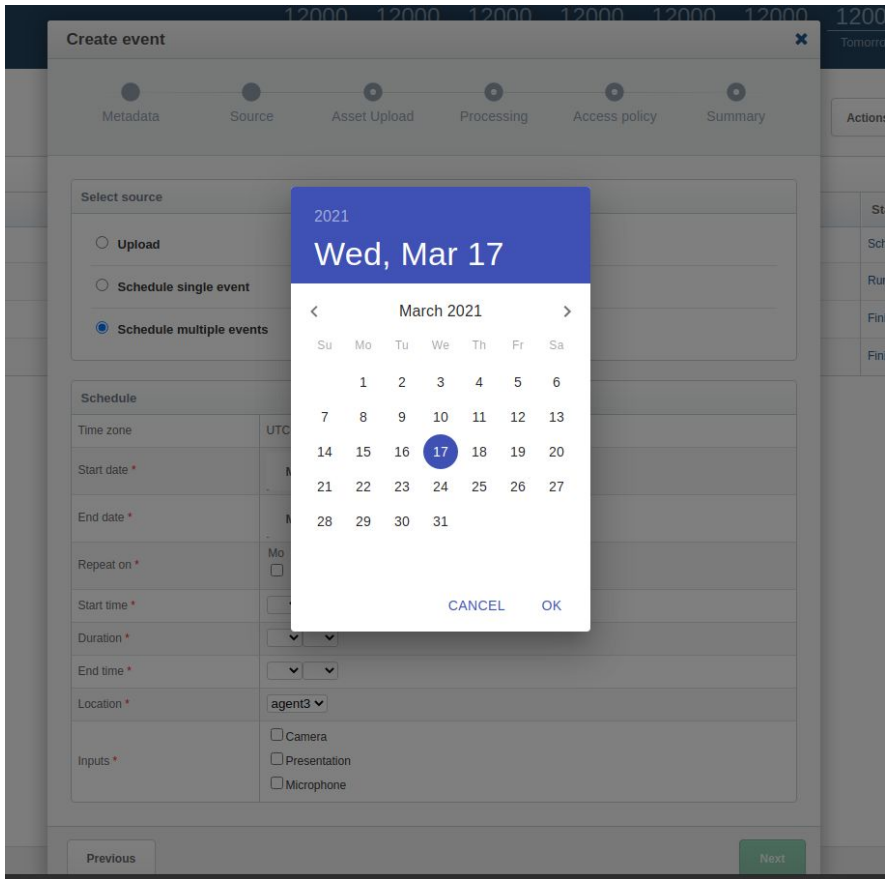 12000 12000 12000 12000 12000 12000
Create event
Metadata Source Asset Upload Processing Access policy Summary
Actions
Select source
Upload
Schedule single event
Schedule multiple events
2021
Wed, Mar 17
March 2021
Su Mo Tu We Th Fr Sa
1 2 3 4 5 6
7 8 9 10 11 12 13
14 15 16 17 18 19 20
21 22 23 24 25 26 27
28 29 30 31
CANCEL OK
Schedule
Time zone UTC
Start date *
End date *
Repeat on * Mo
Start time *
Duration *
End time *
Location * agent3
Inputs * Camera
Presentation
Microphone
Previous Next